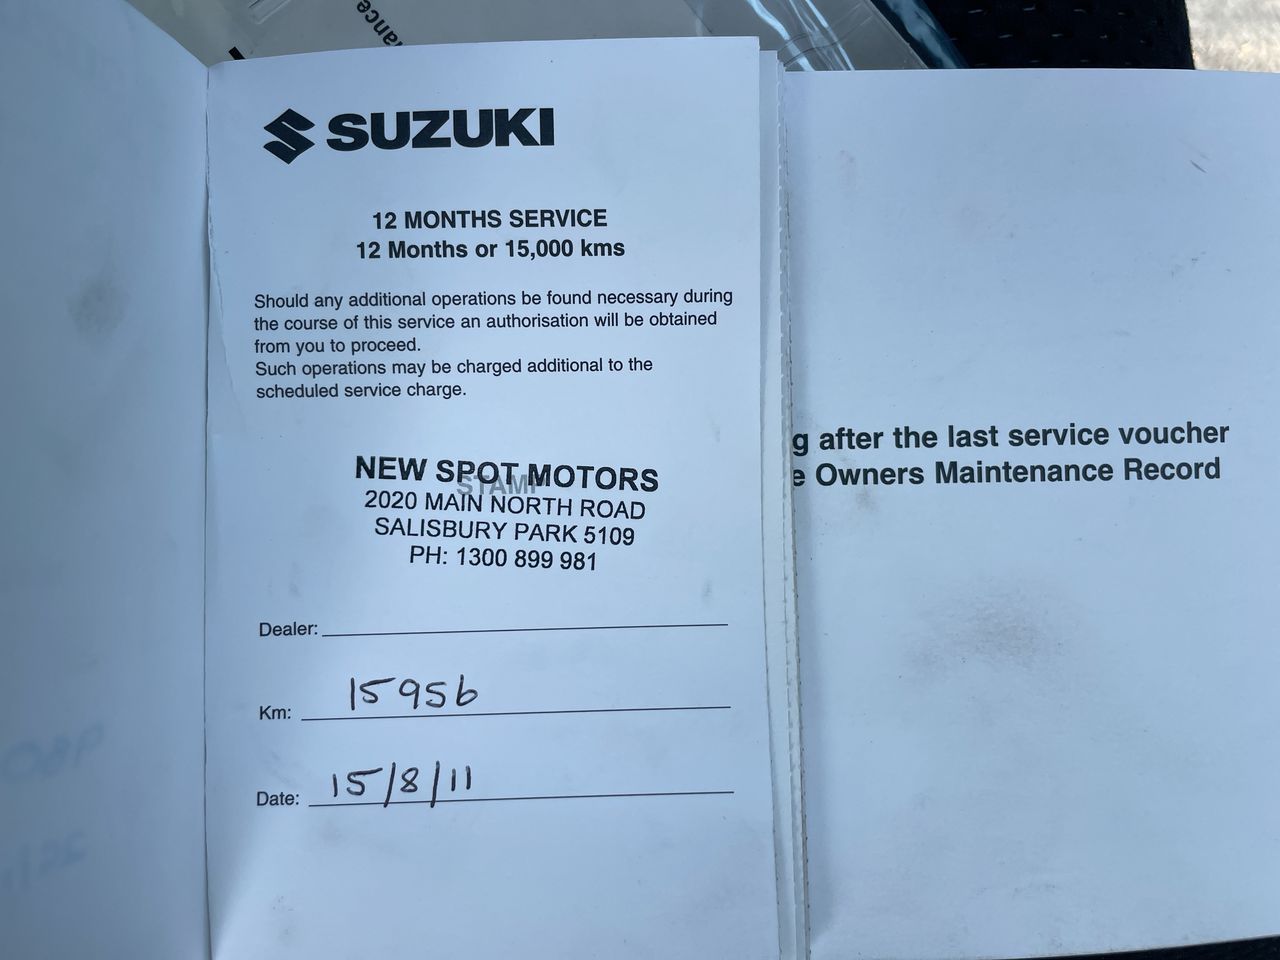 nance
SUZUKI
12 MONTHS SERVICE
12 Months or 15,000 kms
Should any additional operations be found necessary during
the course of this service an authorisation will be obtained
from you to proceed.
Such operations may be charged additional to the
scheduled service charge.
STAMP
NEW SPOT MOTORS
2020 MAIN NORTH ROAD
SALISBURY PARK 5109
PH: 1300 899 981
Dealer:
Km: 15956
Date: 15/8/11
g after the last service voucher
e Owners Maintenance Record